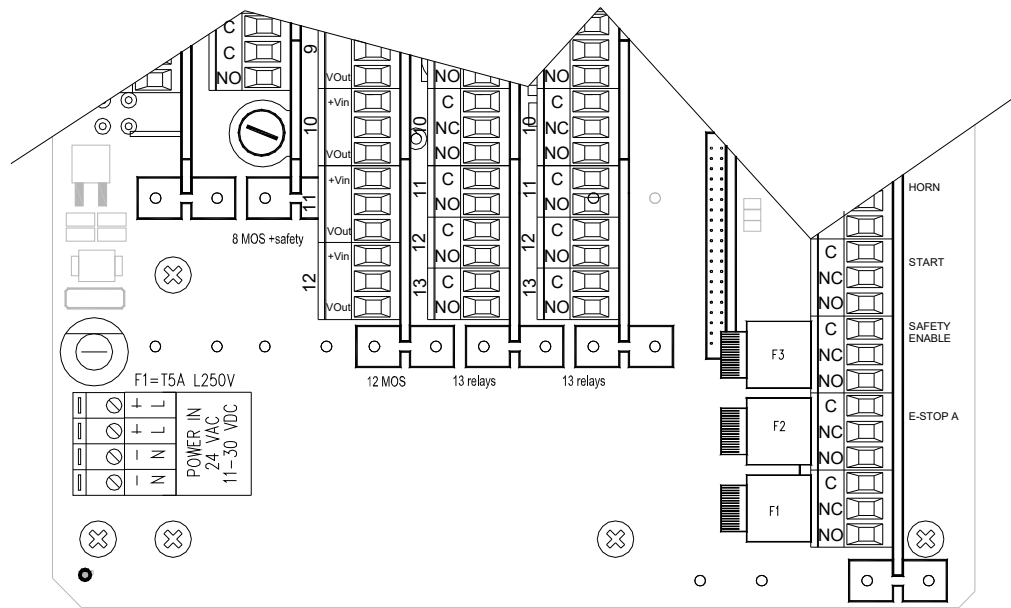 C
C
NO
9
VOut
+Vin
10
VOut
+Vin
11
VOut
+Vin
12
VOut
NO
C
10
NC
NO
C
11
NO
C
12
NO
C
13
NO
NO
C
10
NC
NO
C
11
NO
C
12
NO
C
13
NO
8 MOS +safety
12 MOS
13 relays
13 relays
F1=T5A L250V
+ L
+ L
– N
– N
POWER IN
24 VAC
11-30 VDC
HORN
C
START
NC
NO
C
SAFETY
ENABLE
NC
NO
C
E-STOP A
NC
NO
C
NC
NO
F3
F2
F1